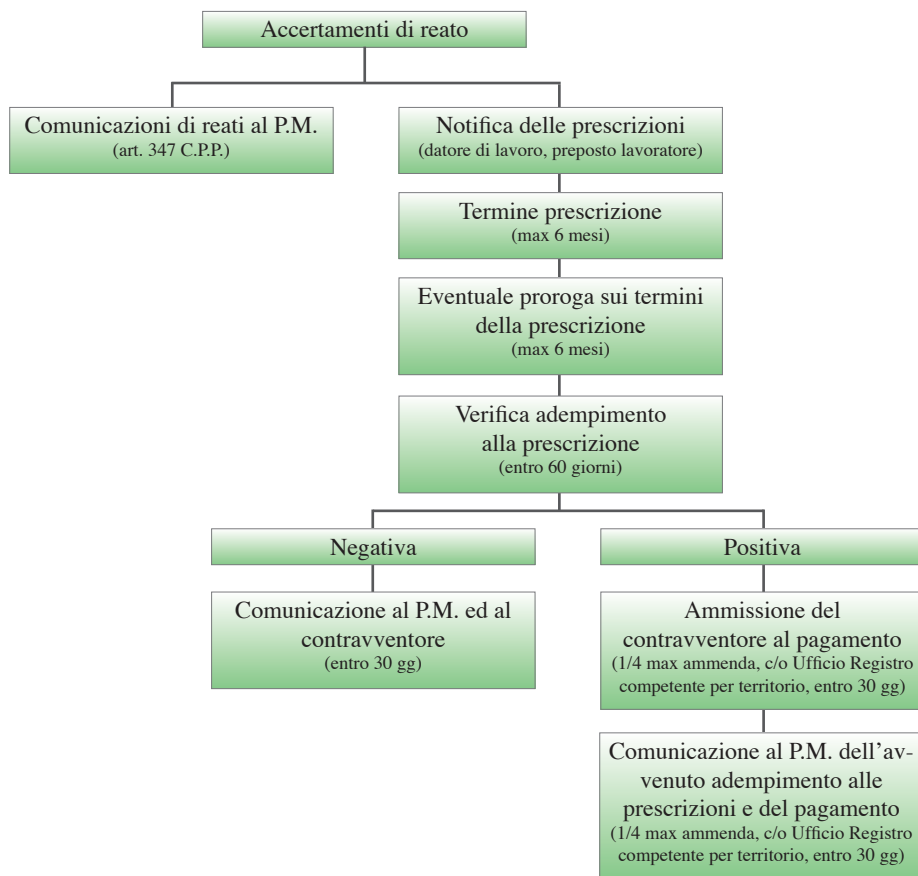 Accertamenti di reato
Comunicazioni di reati al P.M.
(art. 347 C.P.P.)
Notifica delle prescrizioni
(datore di lavoro, preposto lavoratore)
Termine prescrizione
(max 6 mesi)
Eventuale proroga sui termini
della prescrizione
(max 6 mesi)
Verifica adempimento
alla prescrizione
(entro 60 giorni)
Negativa
Comunicazione al P.M. ed al
contravventore
(entro 30 gg)
Positiva
Ammissione del
contravventore al pagamento
(1/4 max ammenda, c/o Ufficio Registro
competente per territorio, entro 30 gg)
Comunicazione al P.M. dell’av-
venuto adempimento alle
prescrizioni e del pagamento
(1/4 max ammenda, c/o Ufficio Registro
competente per territorio, entro 30 gg)